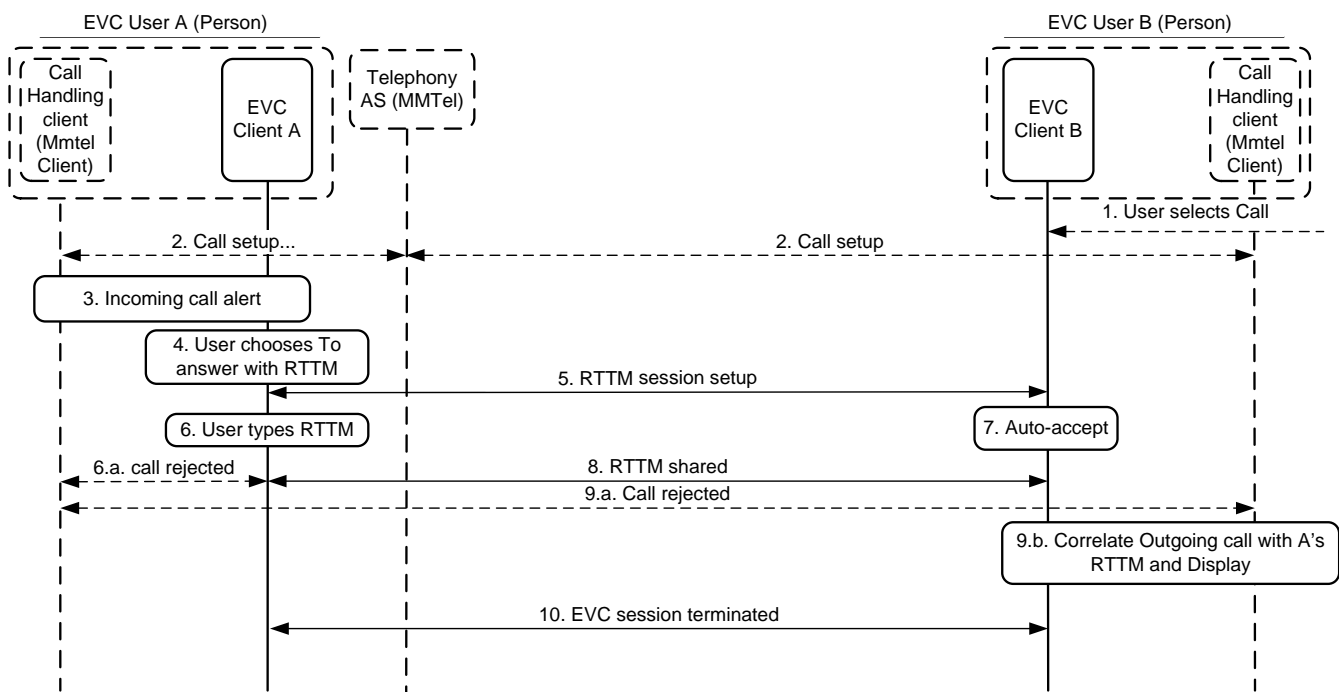 EVC User A (Person)
EVC User B (Person)
Call
Handling
client
(Mmtel
Client)
EVC
Client A
Telephony
AS (MMTel)
EVC
Client B
Call
Handling
client
(Mmtel
Client)
1. User selects Call
2. Call setup...
2. Call setup
3. Incoming call alert
4. User chooses To
answer with RTTM
5. RTTM session setup
6. User types RTTM
7. Auto-accept
6.a. call rejected
8. RTTM shared
9.a. Call rejected
9.b. Correlate Outgoing call with A's
RTTM and Display
10. EVC session terminated